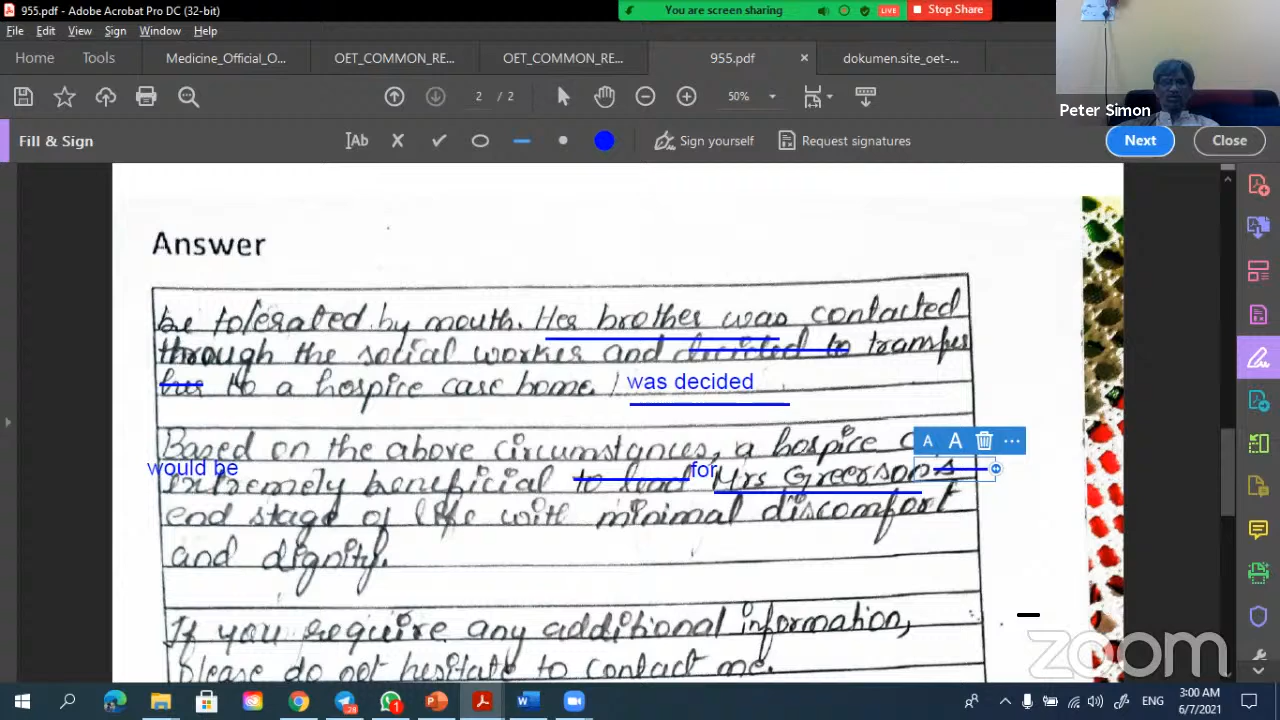 955.pdf - Adobe Acrobat Pro DC (32-bit)
You are screen sharing
LIVE
Stop Share
File Edit View Sign Window Help
Home Tools Medicine_Official_O... OET_COMMON_RE... OET_COMMON_RE... 955.pdf × dokumen.site_oet-...
2 / 2 50%
Peter Simon
Fill & Sign
Sign yourself Request signatures Next Close
Answer
be tolerated by mouth. Her brother was contacted
through the social worker and decided to transfer
her to a hospice care home. was decided
Based on the above circumstances, a hospice
would be
extremely beneficial to lead for Mrs Greersons
end stage of life with minimal discomfort
and dignity.
If you require any additional information,
please do not hesitate to contact me.
zoom
ENG
3:00 AM
6/7/2021